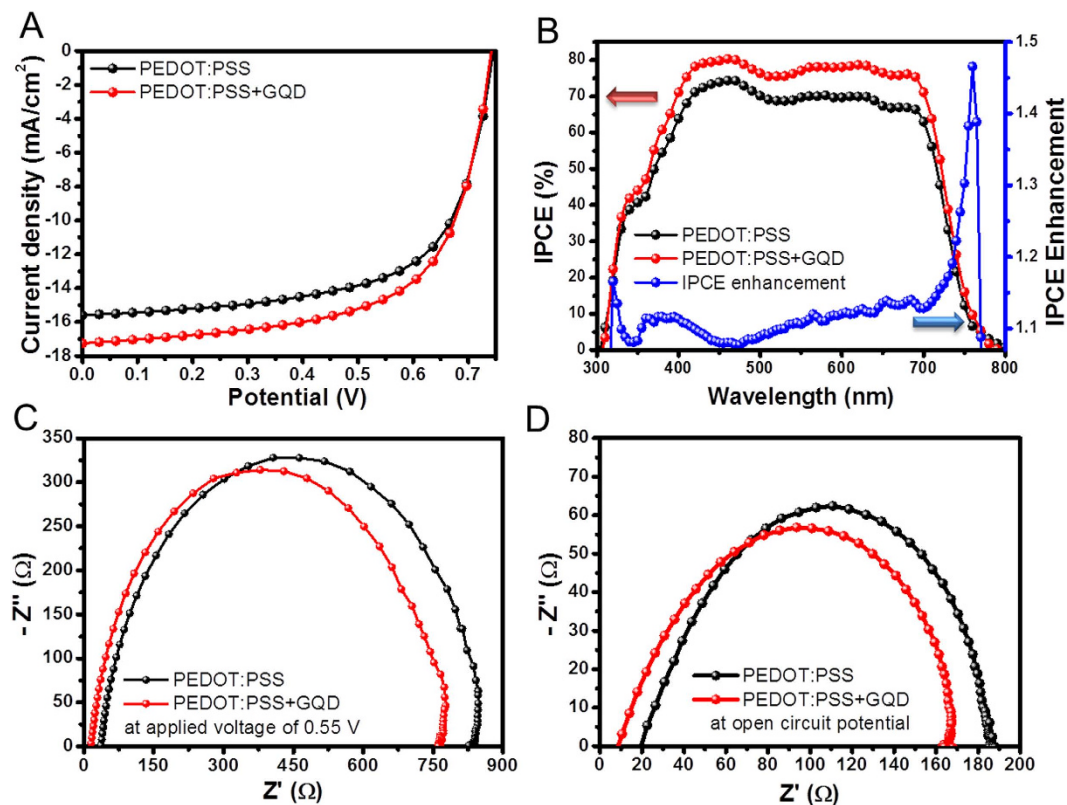 A
Current density (mA/cm²)
0
-2
-4
-6
-8
-10
-12
-14
-16
-18
PEDOT:PSS
PEDOT:PSS+GQD
0.0 0.1 0.2 0.3 0.4 0.5 0.6 0.7
Potential (V)
B
IPCE (%)
80
70
60
50
40
30
20
10
0
PEDOT:PSS
PEDOT:PSS+GQD
IPCE enhancement
1.5
1.4
1.3
1.2
1.1
IPCE Enhancement
300 400 500 600 700 800
Wavelength (nm)
C
- Z'' (Ω)
350
300
250
200
150
100
50
0
PEDOT:PSS
PEDOT:PSS+GQD
at applied voltage of 0.55 V
0 150 300 450 600 750 900
Z' (Ω)
D
- Z'' (Ω)
80
70
60
50
40
30
20
10
0
PEDOT:PSS
PEDOT:PSS+GQD
at open circuit potential
0 20 40 60 80 100 120 140 160 180 200
Z' (Ω)